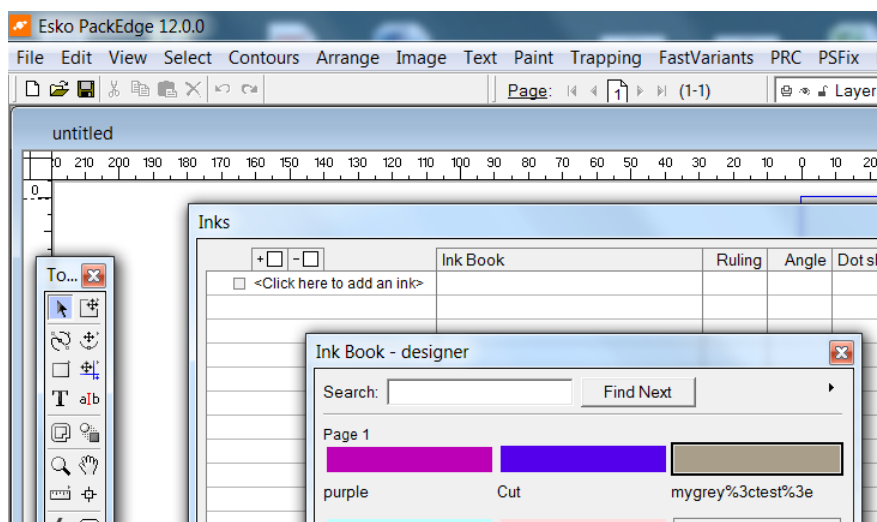 Esko PackEdge 12.0.0
File Edit View Select Contours Arrange Image Text Paint Trapping FastVariants PRC PSFix
Page: 1 (1-1) Layer
untitled
210 200 190 180 170 160 150 140 130 120 110 100 90 80 70 60 50 40 30 20 10 0 10 20
0
Inks
+ - Ink Book Ruling Angle Dot
<Click here to add an ink>
To...
Ink Book - designer
Search: Find Next
T aIb
Page 1
purple Cut mygrey%3ctest%3e